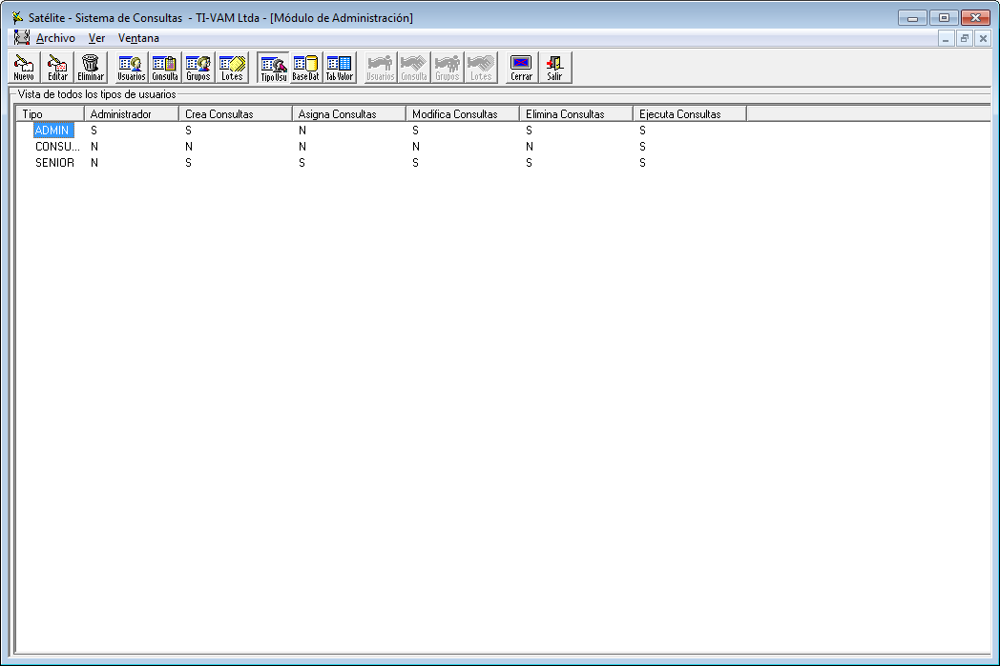 Satélite - Sistema de Consultas - TI-VAM Ltda - [Módulo de Administración]
Archivo Ver Ventana
Nuevo Editar Eliminar Usuarios Consulta Grupos Lotes Tipo Usu Base Dat Tab Valor Usuarios Consulta Grupos Lotes Cerrar Salir
Vista de todos los tipos de usuarios
Tipo Administrador Crea Consultas Asigna Consultas Modifica Consultas Elimina Consultas Ejecuta Consultas
ADMIN S S N S S S
CONSU... N N N N N S
SENIOR N S S S S S